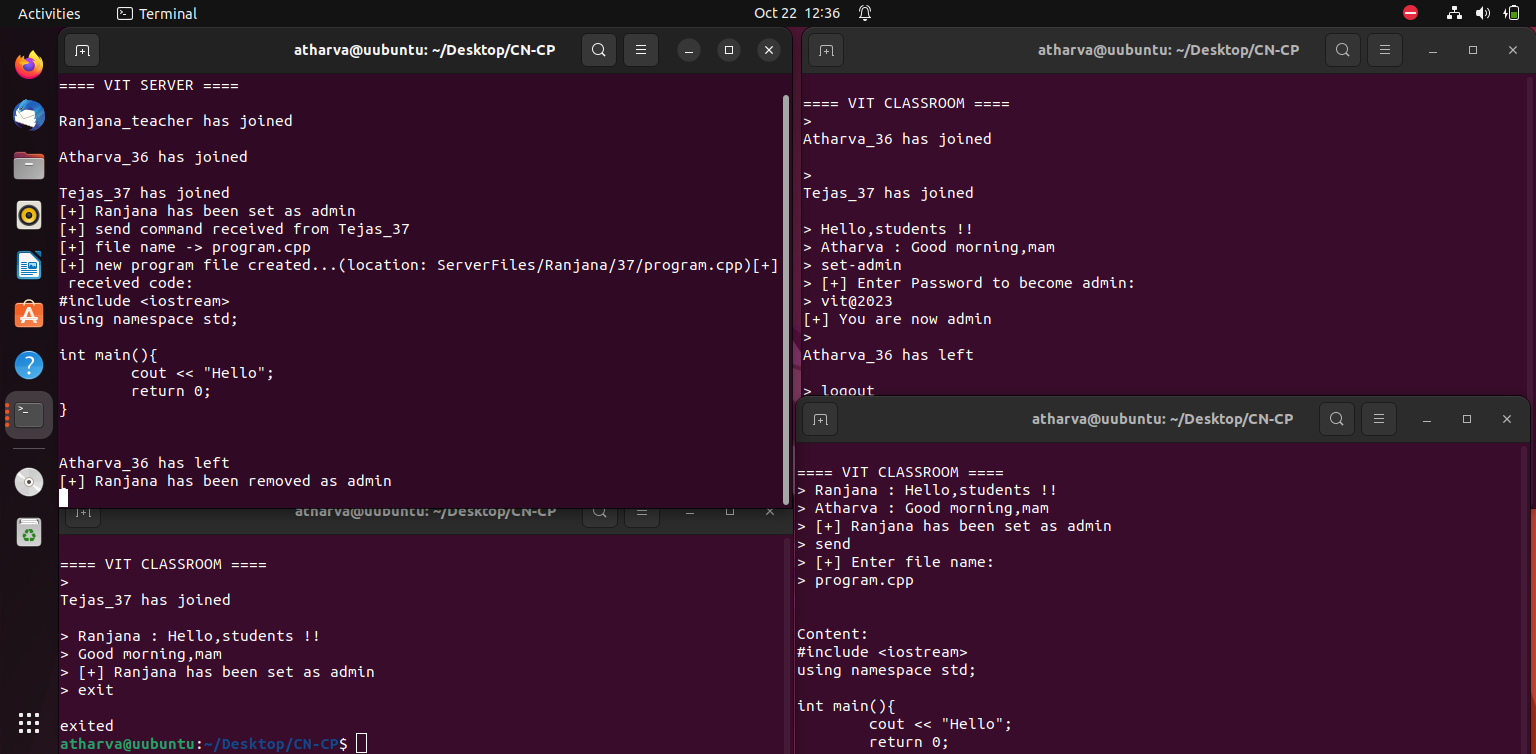 Activities
Terminal
Oct 22 12:36
atharva@uubuntu: ~/Desktop/CN-CP
==== VIT SERVER ====
Ranjana_teacher has joined
Atharva_36 has joined
Tejas_37 has joined
[+] Ranjana has been set as admin
[+] send command received from Tejas_37
[+] file name -> program.cpp
[+] new program file created...(location: ServerFiles/Ranjana/37/program.cpp)[+]
received code:
#include <iostream>
using namespace std;
int main(){
cout << "Hello";
return 0;
}
Atharva_36 has left
[+] Ranjana has been removed as admin
atharva@uubuntu: ~/Desktop/CN-CP
==== VIT CLASSROOM ====
>
Atharva_36 has joined
>
Tejas_37 has joined
> Hello,students !!
> Atharva : Good morning,mam
> set-admin
> [+] Enter Password to become admin:
> vit@2023
[+] You are now admin
>
Atharva_36 has left
> logout
atharva@uubuntu: ~/Desktop/CN-CP
==== VIT CLASSROOM ====
>
Tejas_37 has joined
> Ranjana : Hello,students !!
> Good morning,mam
> [+] Ranjana has been set as admin
> exit
exited
atharva@uubuntu:~/Desktop/CN-CP$
atharva@uubuntu: ~/Desktop/CN-CP
==== VIT CLASSROOM ====
> Ranjana : Hello,students !!
> Atharva : Good morning,mam
> [+] Ranjana has been set as admin
> send
> [+] Enter file name:
> program.cpp
Content:
#include <iostream>
using namespace std;
int main(){
cout << "Hello";
return 0;